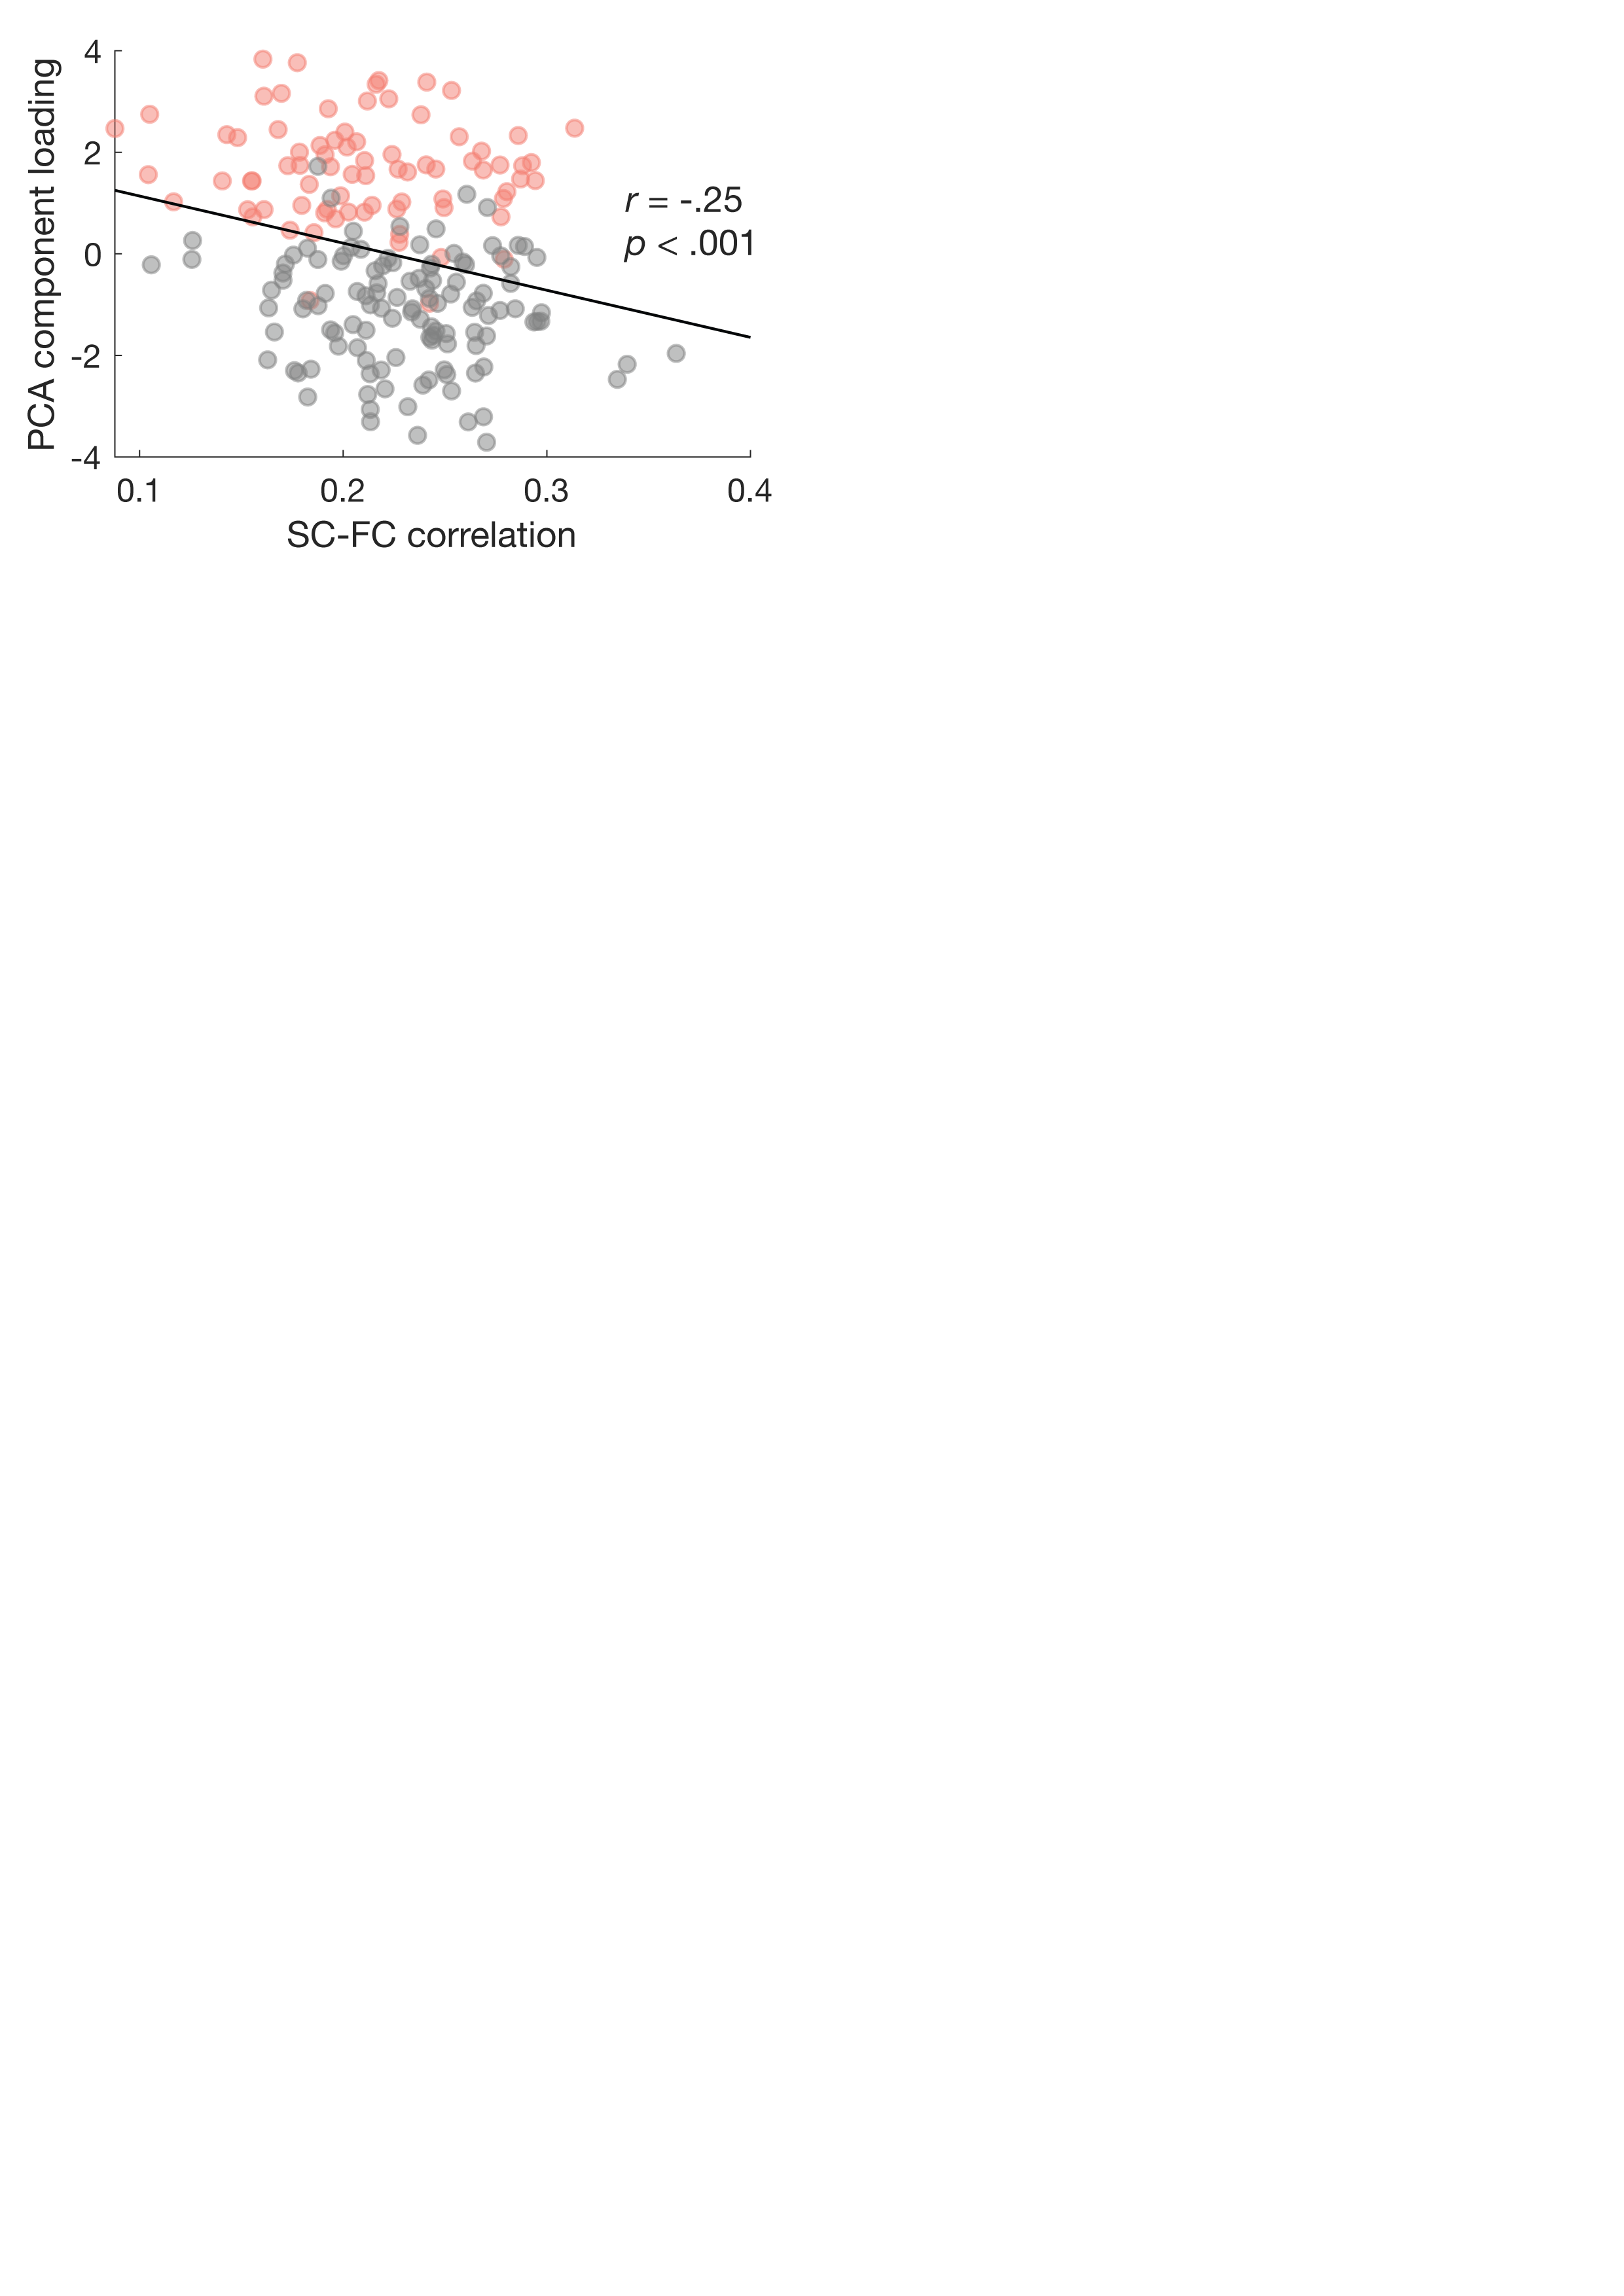 PCA component loading
4
2
0
-2
-4
r = -.25
p < .001
0.1 0.2 0.3 0.4
SC-FC correlation